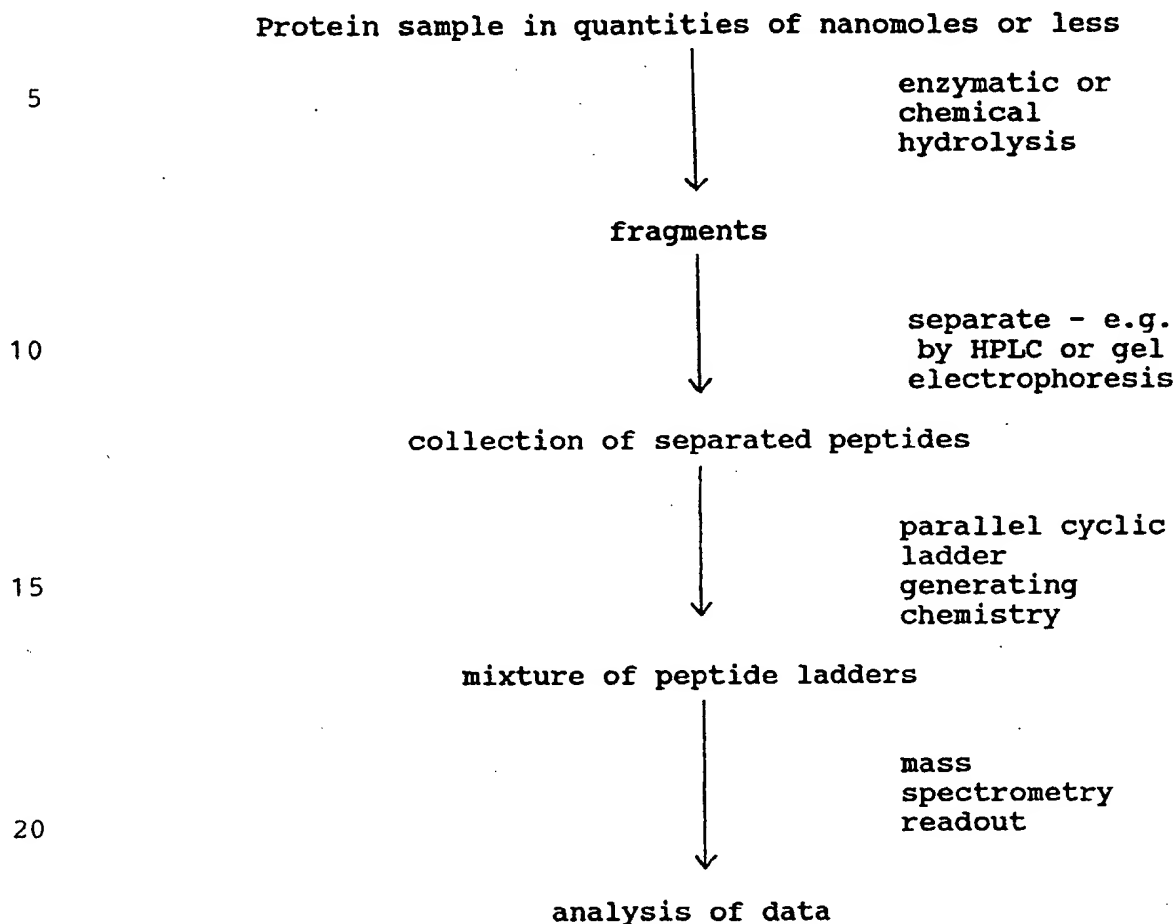 Protein sample in quantities of nanomoles or less
5
enzymatic or
chemical
hydrolysis
fragments
separate - e.g.
10
by HPLC or gel
electrophoresis
collection of separated peptides
parallel cyclic
ladder
15
generating
chemistry
mixture of peptide ladders
mass
spectrometry
20
readout
analysis of data